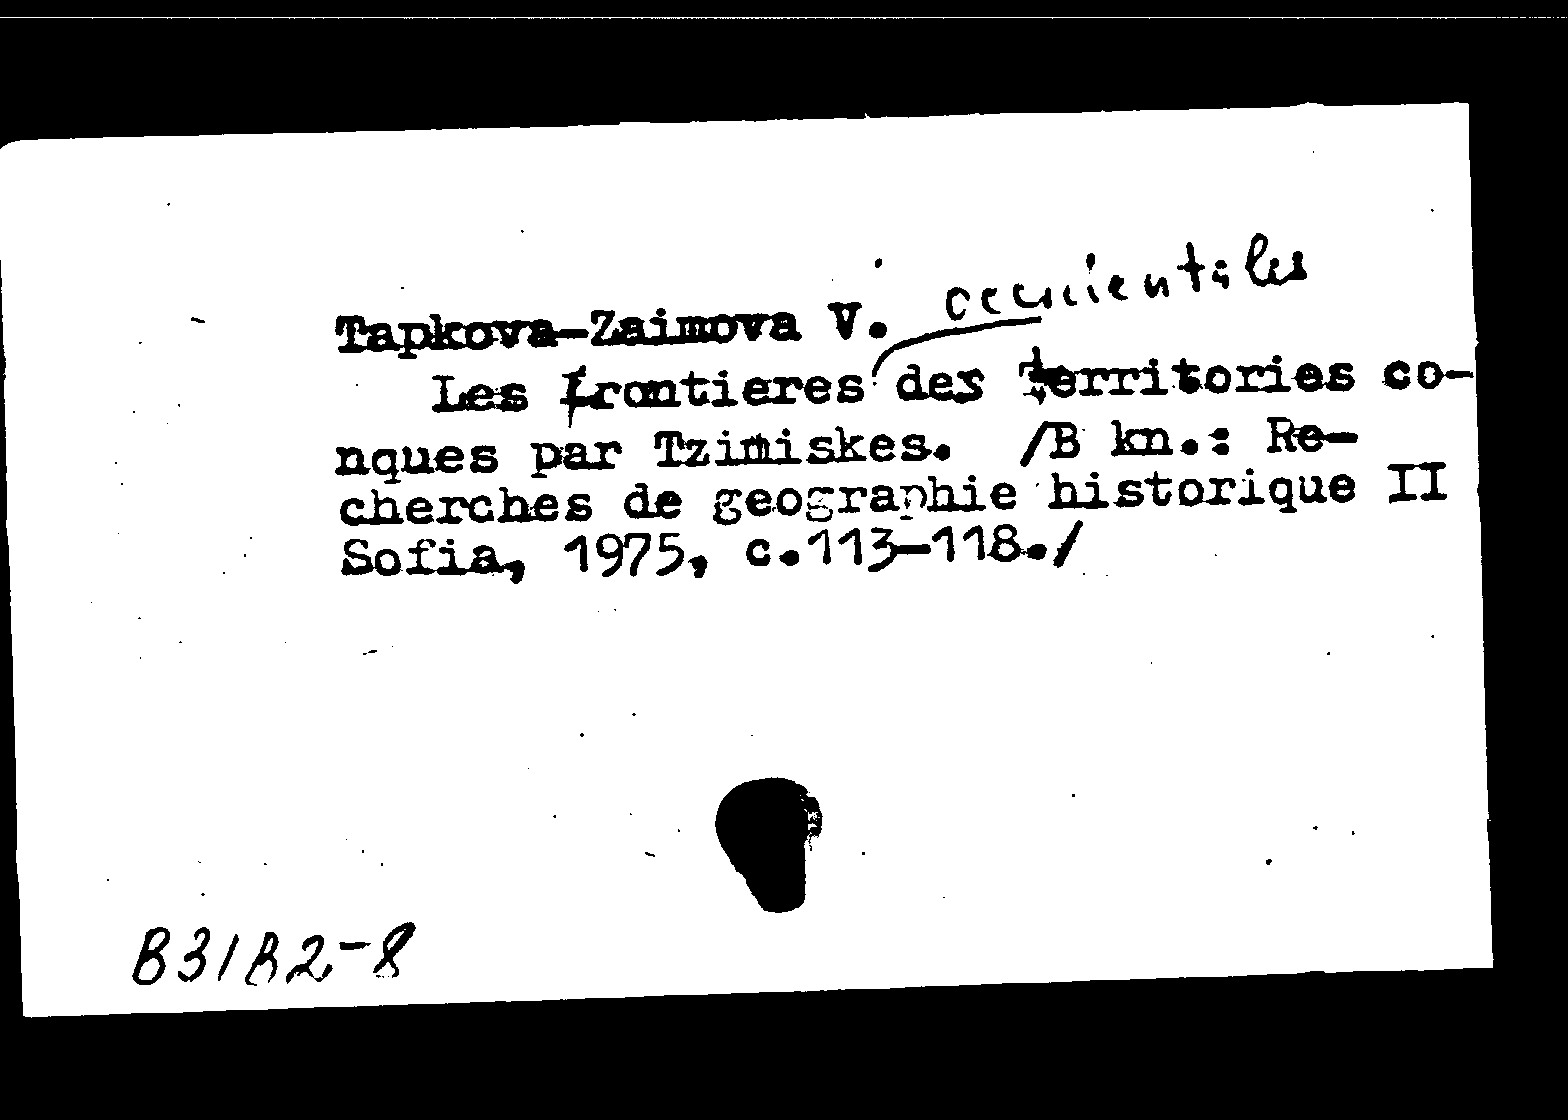 occidentales
Tapkova-Zaimova V.
Les frontieres des territories co-
nques par Tzimiskes. /B kn.: Re-
cherches de geographie historique II
Sofia, 1975, c.113-118./
B31B2-8